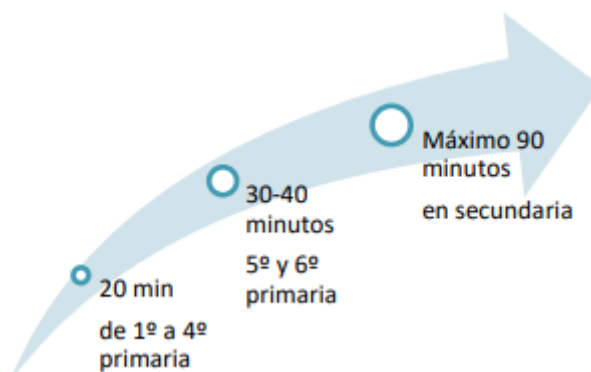 20 min
de 1º a 4º
primaria
30-40
minutos
5º y 6º
primaria
Máximo 90
minutos
en secundaria